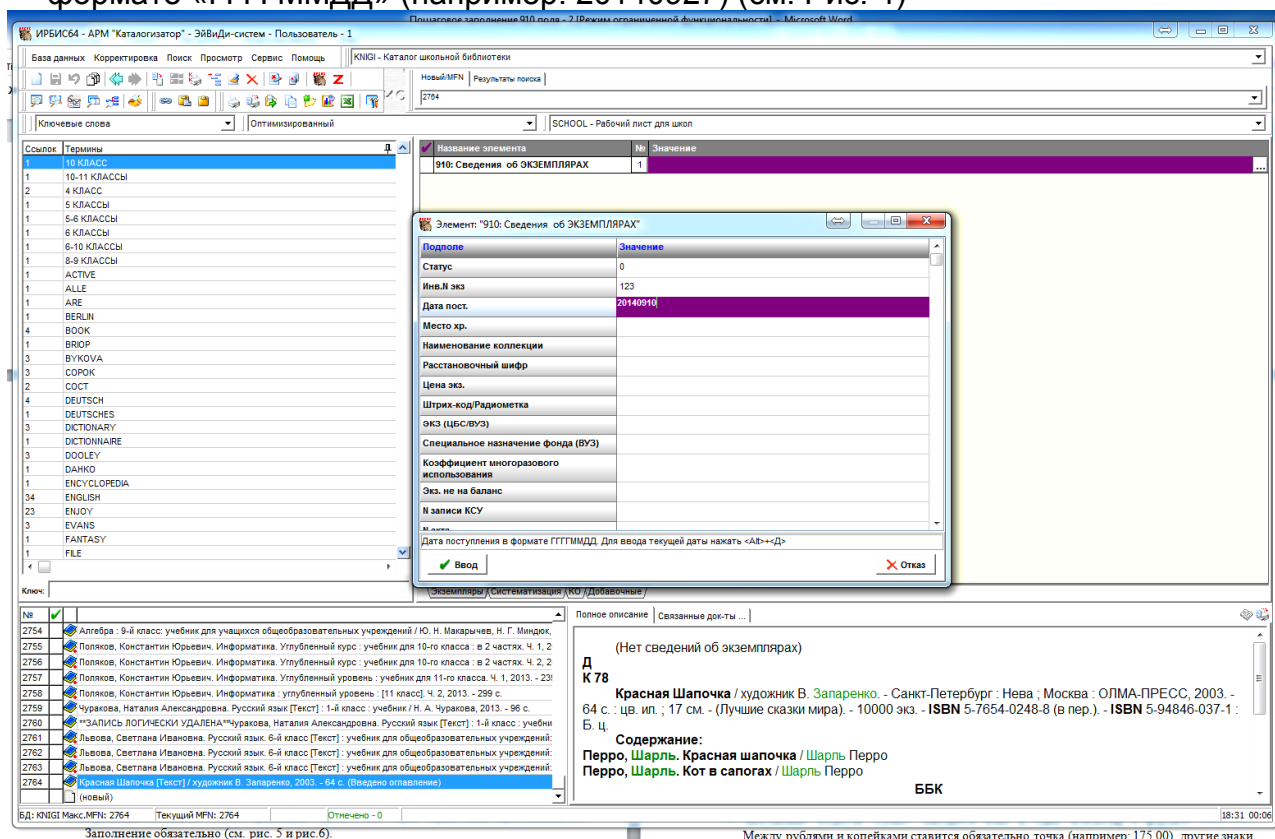 Пошаговое заполнение 910 поля - 2 [Режим ограниченной функциональности] - Microsoft Word
ИРБИС64 - АРМ "Каталогизатор" - ЭйВиДи-систем - Пользователь - 1
База данных Корректировка Поиск Просмотр Сервис Помощь
KNIGI - Каталог школьной библиотеки
Новый/MFN Результаты поиска
2764
Ключевые слова
Оптимизированный
SCHOOL - Рабочий лист для школ
Ссылок Термины
1 10 КЛАСС
1 10-11 КЛАССЫ
2 4 КЛАСС
1 5 КЛАССЫ
1 5-6 КЛАССЫ
1 6 КЛАССЫ
1 6-10 КЛАССЫ
1 8-9 КЛАССЫ
1 ACTIVE
1 ALLE
1 ARE
1 BERLIN
4 BOOK
1 BRIOP
3 BYKOVA
3 COPOK
2 COCT
4 DEUTSCH
1 DEUTSCHES
3 DICTIONARY
1 DICTIONNAIRE
3 DOOLEY
1 DAHKO
1 ENCYCLOPEDIA
34 ENGLISH
23 ENJOY
3 EVANS
1 FANTASY
1 FILE
Ключ:
Название элемента № Значение
910: Сведения об ЭКЗЕМПЛЯРАХ 1
Элемент: "910: Сведения об ЭКЗЕМПЛЯРАХ"
Подполе Значение
Статус 0
Инв.N экз 123
Дата пост. 20140910
Место хр.
Наименование коллекции
Расстановочный шифр
Цена экз.
Штрих-код/Радиометка
ЭКЗ (ЦБС/ВУЗ)
Специальное назначение фонда (ВУЗ)
Коэффициент многоразового
использования
Экз. не на баланс
N записи КСУ
Дата поступления в формате ГГГГММДД. Для ввода текущей даты нажать <Alt>+<Д>
Ввод Отказ
Экземпляры Систематизация КО Добавочные
№
2754 Алгебра : 9-й класс: учебник для учащихся общеобразовательных учреждений / Ю. Н. Макарычев, Н. Г. Миндюк,
2755 Поляков, Константин Юрьевич. Информатика. Углубленный курс : учебник для 10-го класса : в 2 частях. Ч. 1, 2
2756 Поляков, Константин Юрьевич. Информатика. Углубленный курс : учебник для 10-го класса : в 2 частях. Ч. 2, 2
2757 Поляков, Константин Юрьевич. Информатика. Углубленный уровень : учебник для 11-го класса. Ч. 1, 2013. - 23
2758 Поляков, Константин Юрьевич. Информатика : углубленный уровень : [11 класс]. Ч. 2, 2013. - 299 с.
2759 Чуракова, Наталия Александровна. Русский язык [Текст] : 1-й класс : учебник / Н. А. Чуракова, 2013. - 96 с.
2760 **ЗАПИСЬ ЛОГИЧЕСКИ УДАЛЕНА**Чуракова, Наталия Александровна. Русский язык [Текст] : 1-й класс : учебни
2761 Львова, Светлана Ивановна. Русский язык. 6-й класс [Текст] : учебник для общеобразовательных учреждений:
2762 Львова, Светлана Ивановна. Русский язык. 6-й класс [Текст] : учебник для общеобразовательных учреждений:
2763 Львова, Светлана Ивановна. Русский язык. 6-й класс [Текст] : учебник для общеобразовательных учреждений:
2764 Красная Шапочка [Текст] / художник В. Запаренко, 2003. - 64 с. (Введено оглавление)
(новый)
Полное описание Связанные док-ты ...
(Нет сведений об экземплярах)
Д
К 78
Красная Шапочка / художник В. Запаренко. - Санкт-Петербург : Нева ; Москва : ОЛМА-ПРЕСС, 2003. -
64 с. : цв. ил. ; 17 см. - (Лучшие сказки мира). - 10000 экз. - ISBN 5-7654-0248-8 (в пер.). - ISBN 5-94846-037-1 :
Б. ц.
Содержание:
Перро, Шарль. Красная шапочка / Шарль Перро
Перро, Шарль. Кот в сапогах / Шарль Перро
ББК
БД: KNIGI Макс.MFN: 2764 Текущий MFN: 2764 Отмечено - 0 18:31 00:06
Заполнение обязательно (см. рис. 5 и рис.6).
Между рублями и копейками ставится обязательно точка (например: 175.00), другие знаки